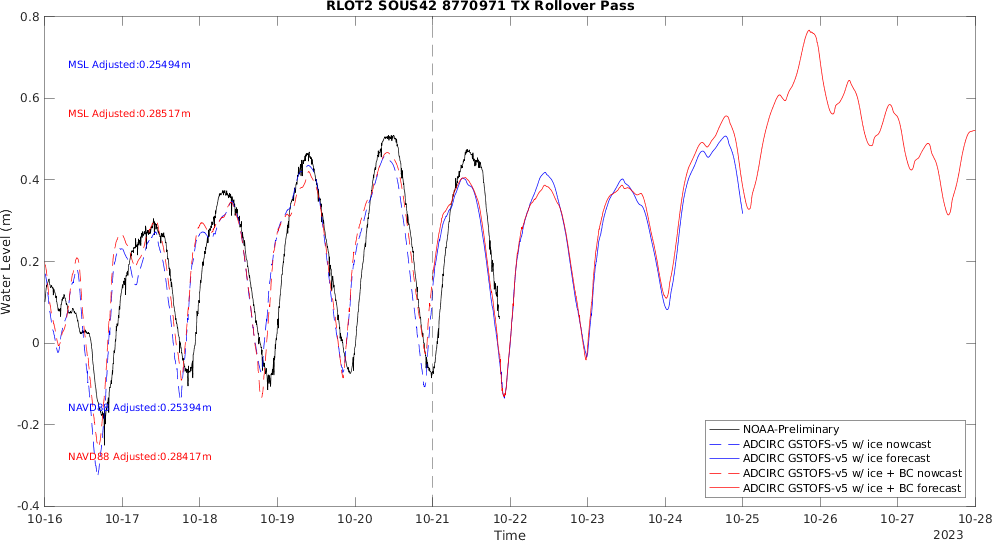 RLOT2 SOUS42 8770971 TX Rollover Pass
0.8
0.6
0.4
0.2
0
-0.2
-0.4
Water Level (m)
MSL Adjusted:0.25494m
MSL Adjusted:0.28517m
NAVD88 Adjusted:0.25394m
NAVD88 Adjusted:0.28417m
NOAA-Preliminary
ADCIRC GSTOFS-v5 w/ ice nowcast
ADCIRC GSTOFS-v5 w/ ice forecast
ADCIRC GSTOFS-v5 w/ ice + BC nowcast
ADCIRC GSTOFS-v5 w/ ice + BC forecast
10-16 10-17 10-18 10-19 10-20 10-21 10-22 10-23 10-24 10-25 10-26 10-27 10-28
Time
2023